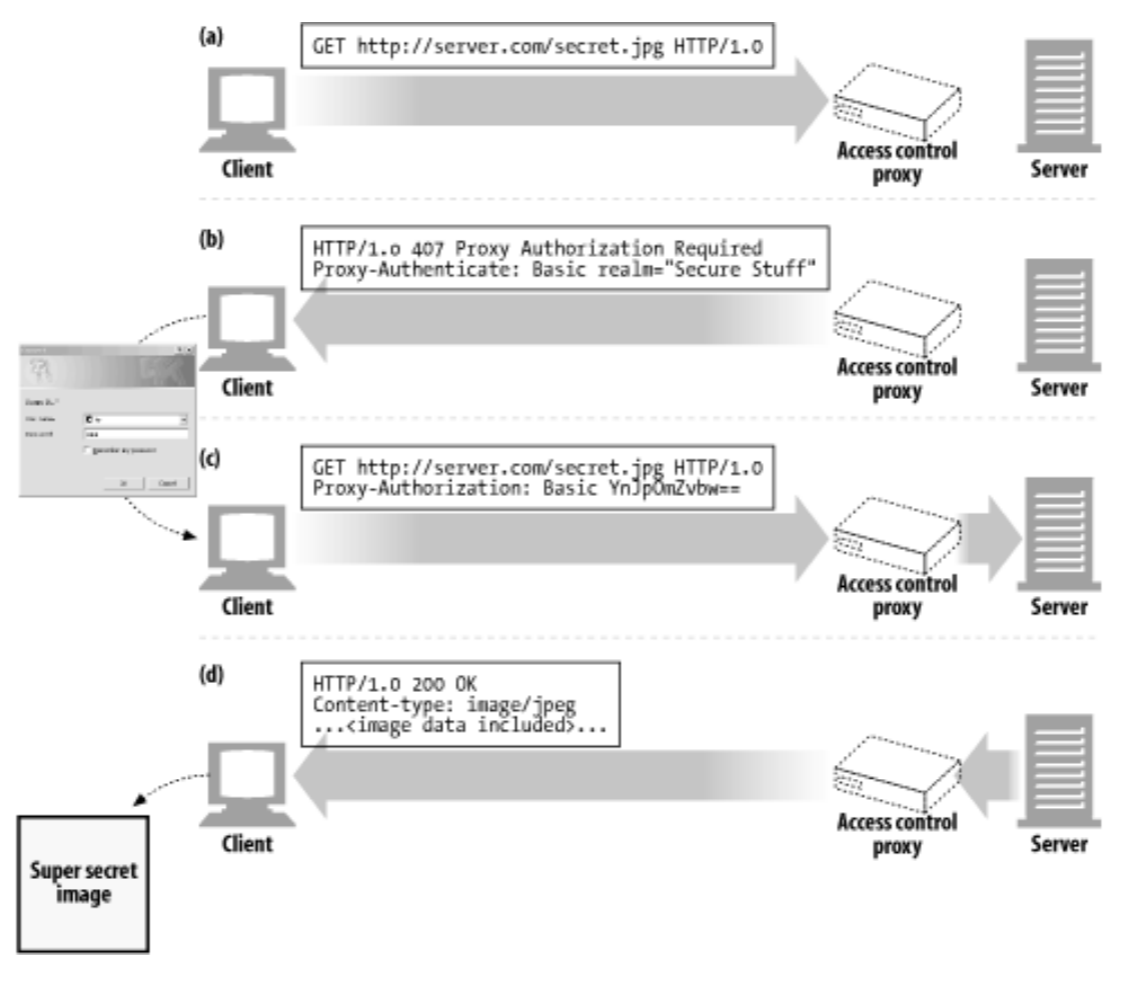 (a)
GET http://server.com/secret.jpg HTTP/1.0
Client
Access control
proxy
Server
(b)
HTTP/1.0 407 Proxy Authorization Required
Proxy-Authenticate: Basic realm="Secure Stuff"
Client
Access control
proxy
Server
(c)
GET http://server.com/secret.jpg HTTP/1.0
Proxy-Authorization: Basic YnJpOmZvbw==
Client
Access control
proxy
Server
(d)
HTTP/1.0 200 OK
Content-type: image/jpeg
...<image data included>...
Client
Access control
proxy
Server
Super secret
image